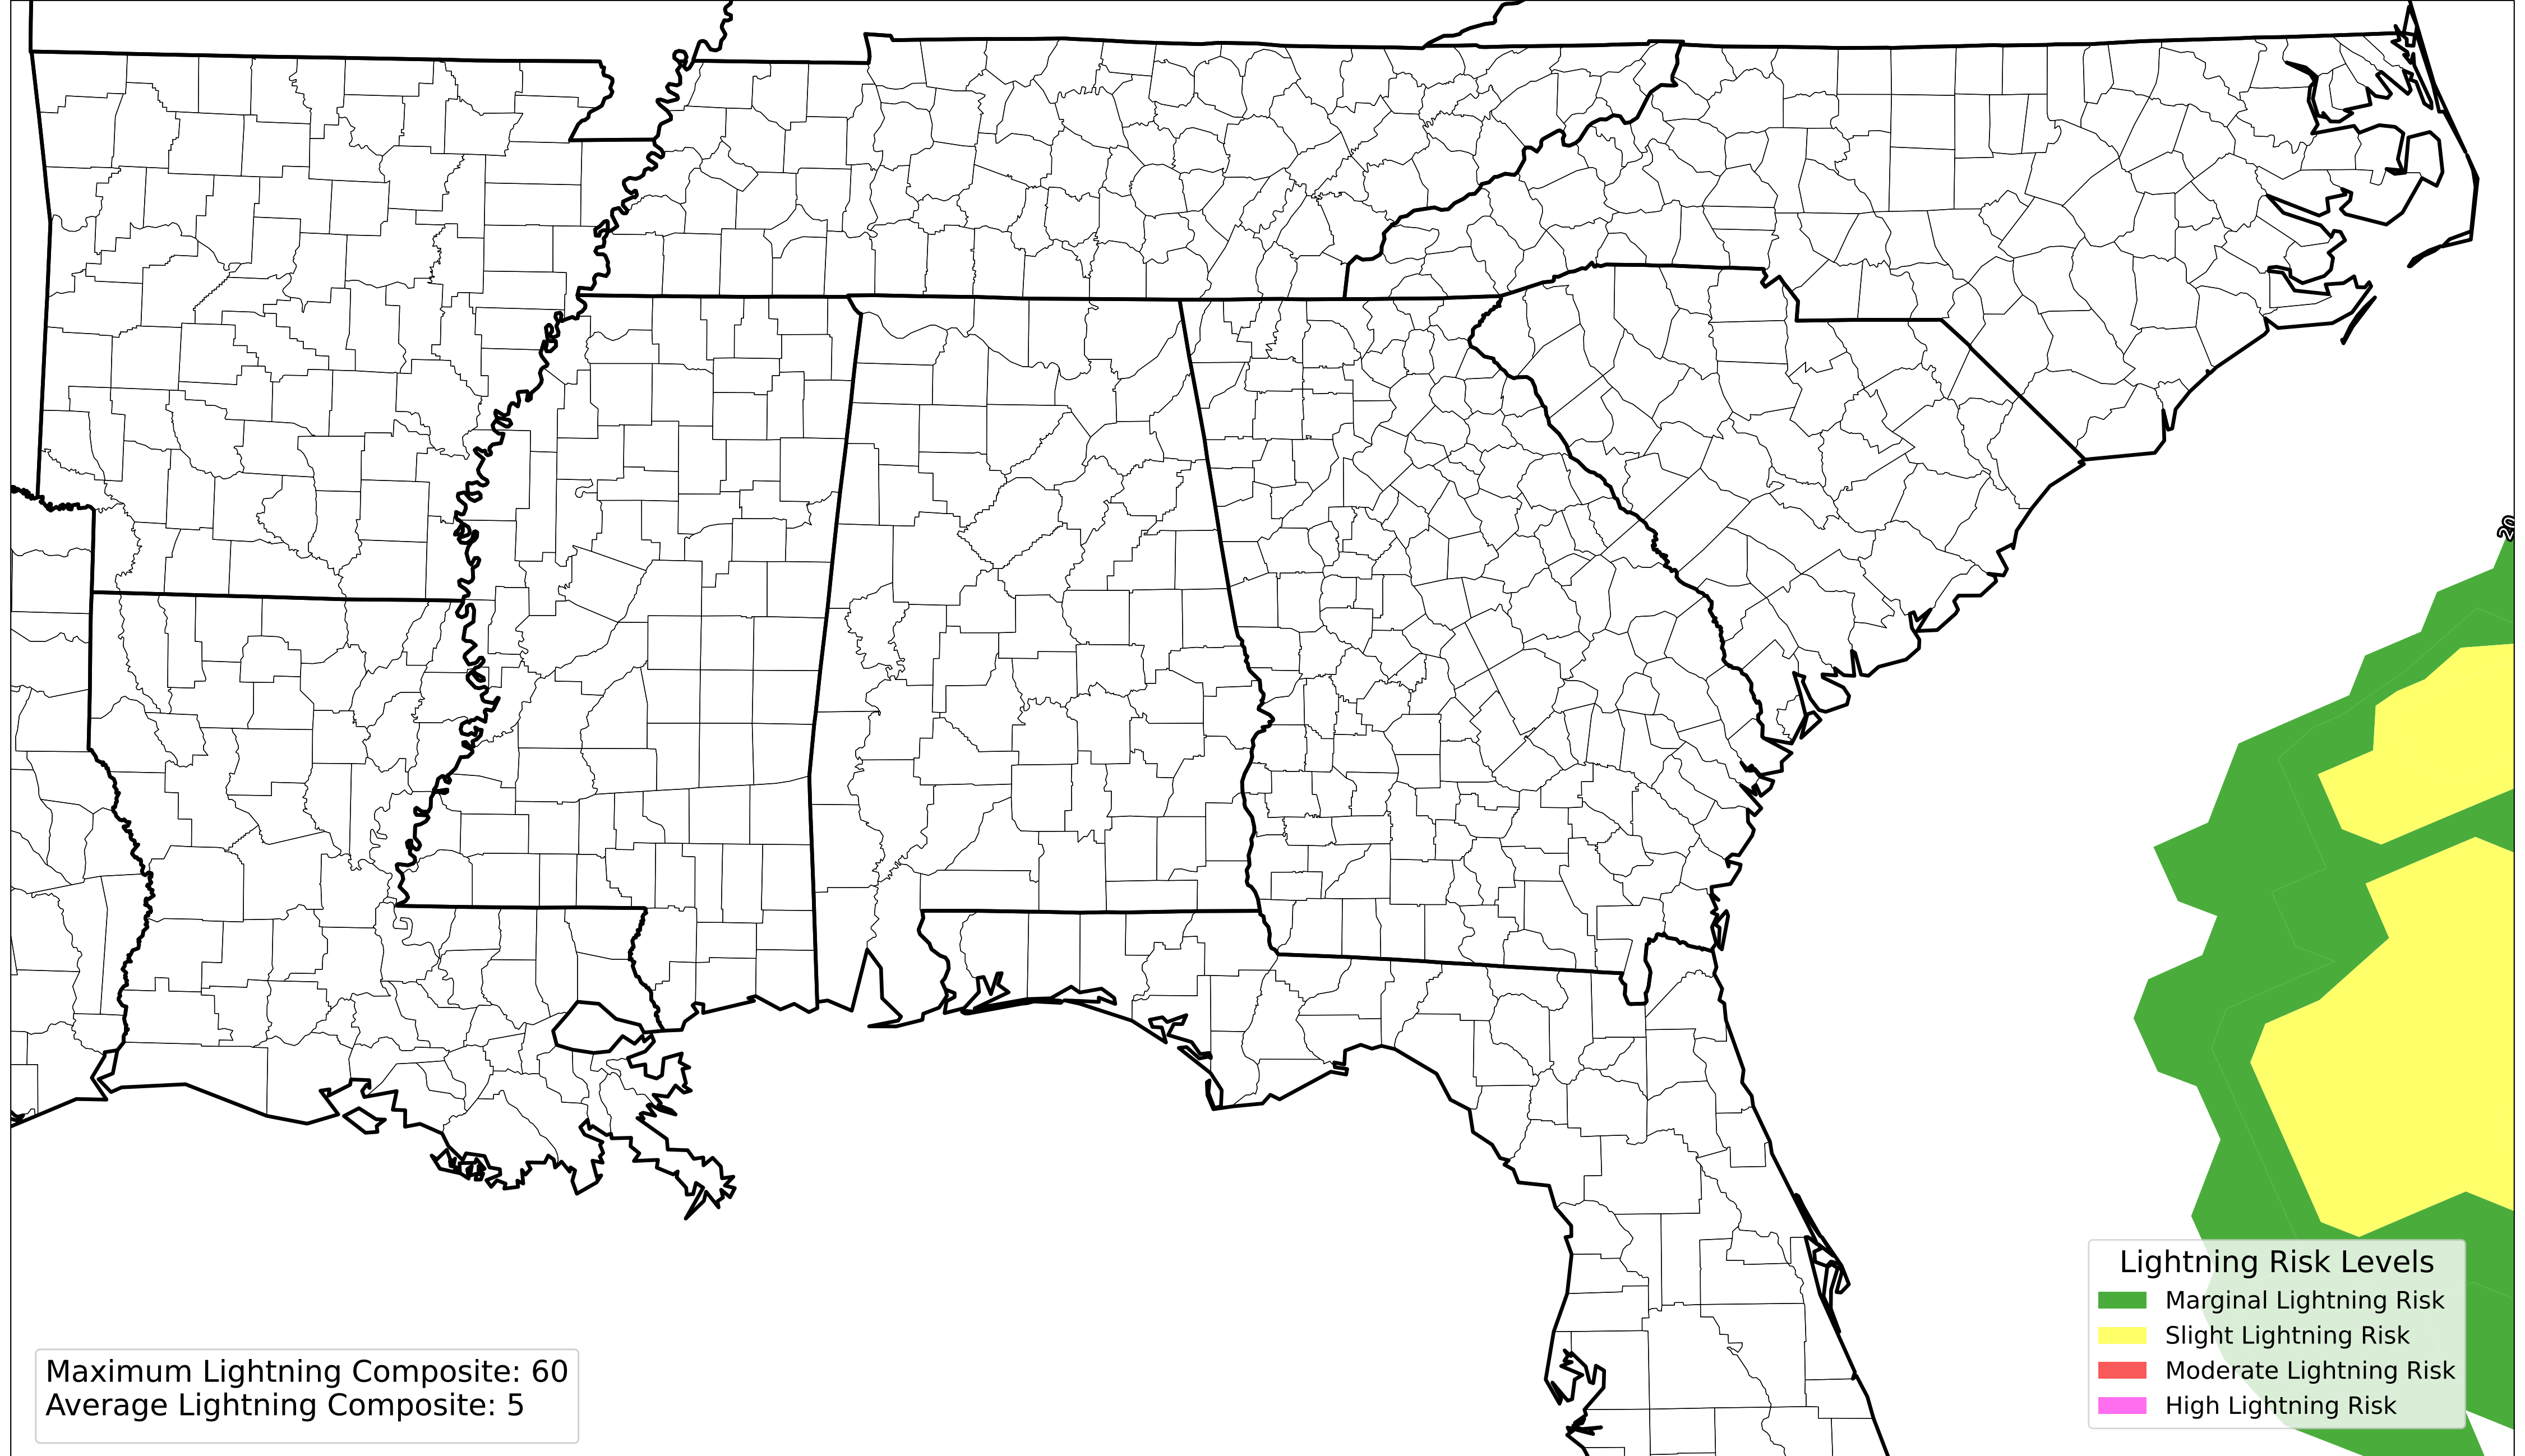 20
Lightning Risk Levels
Marginal Lightning Risk
Slight Lightning Risk
Moderate Lightning Risk
High Lightning Risk
Maximum Lightning Composite: 60
Average Lightning Composite: 5